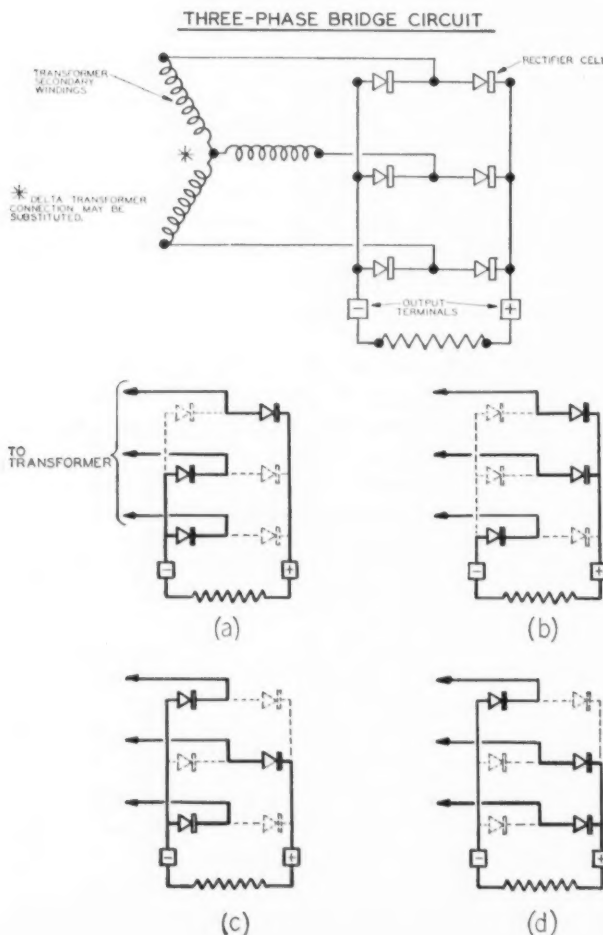 THREE-PHASE BRIDGE CIRCUIT
TRANSFORMER
SECONDARY
WINDINGS
RECTIFIER CELL
* DELTA TRANSFORMER
CONNECTION MAY BE
SUBSTITUTED.
*
- OUTPUT +
TERMINALS
TO
TRANSFORMER
- +
- +
(a) (b)
- +
- +
(c) (d)